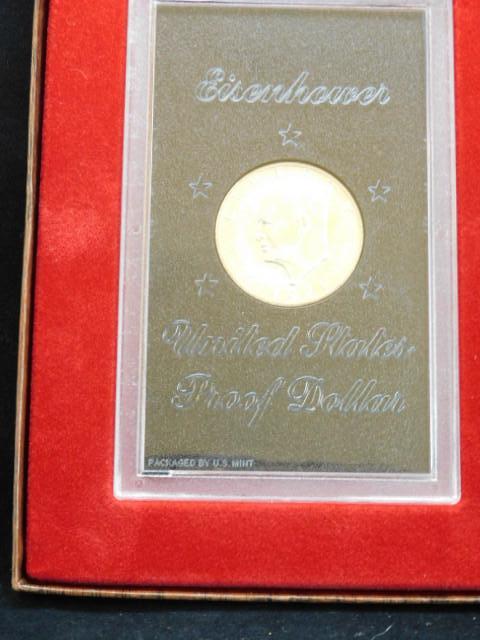 Eisenhower
United States
Proof Dollar
PACKAGED BY U.S. MINT